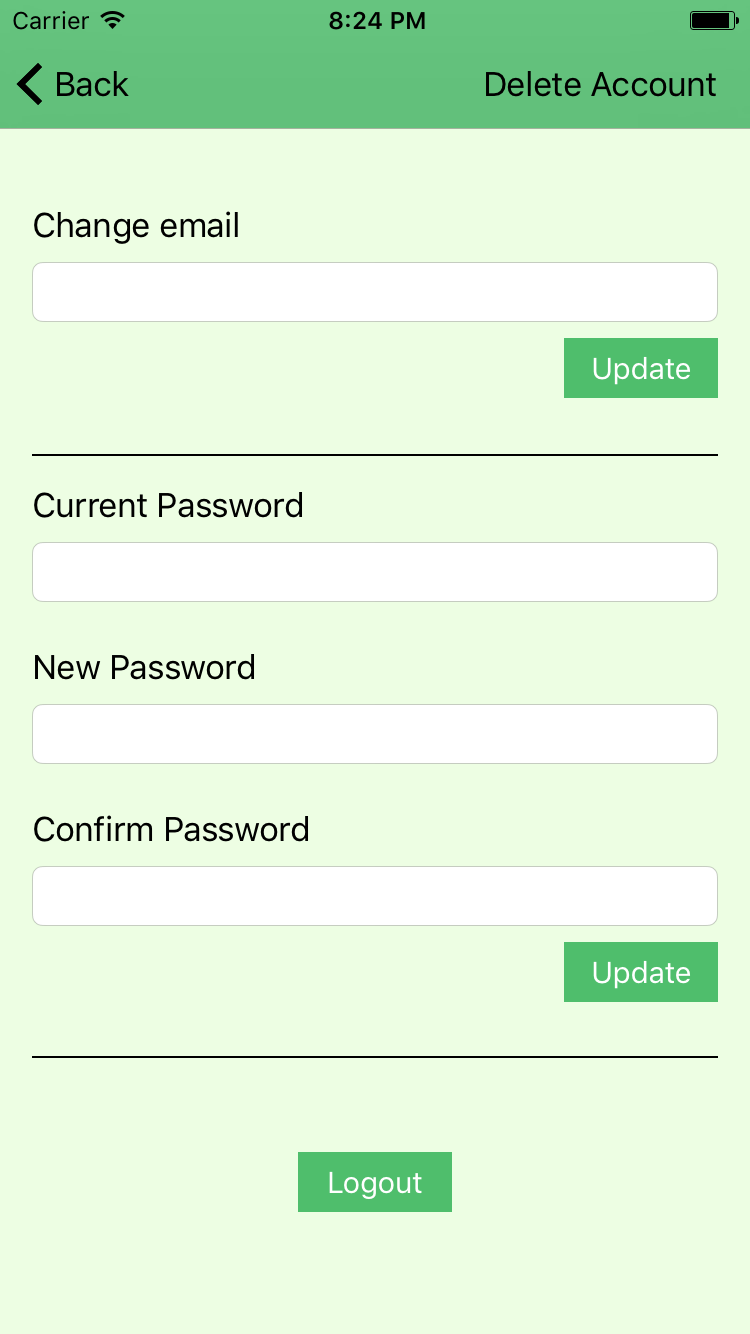 Carrier 8:24 PM
Back Delete Account
Change email
Update
Current Password
New Password
Confirm Password
Update
Logout